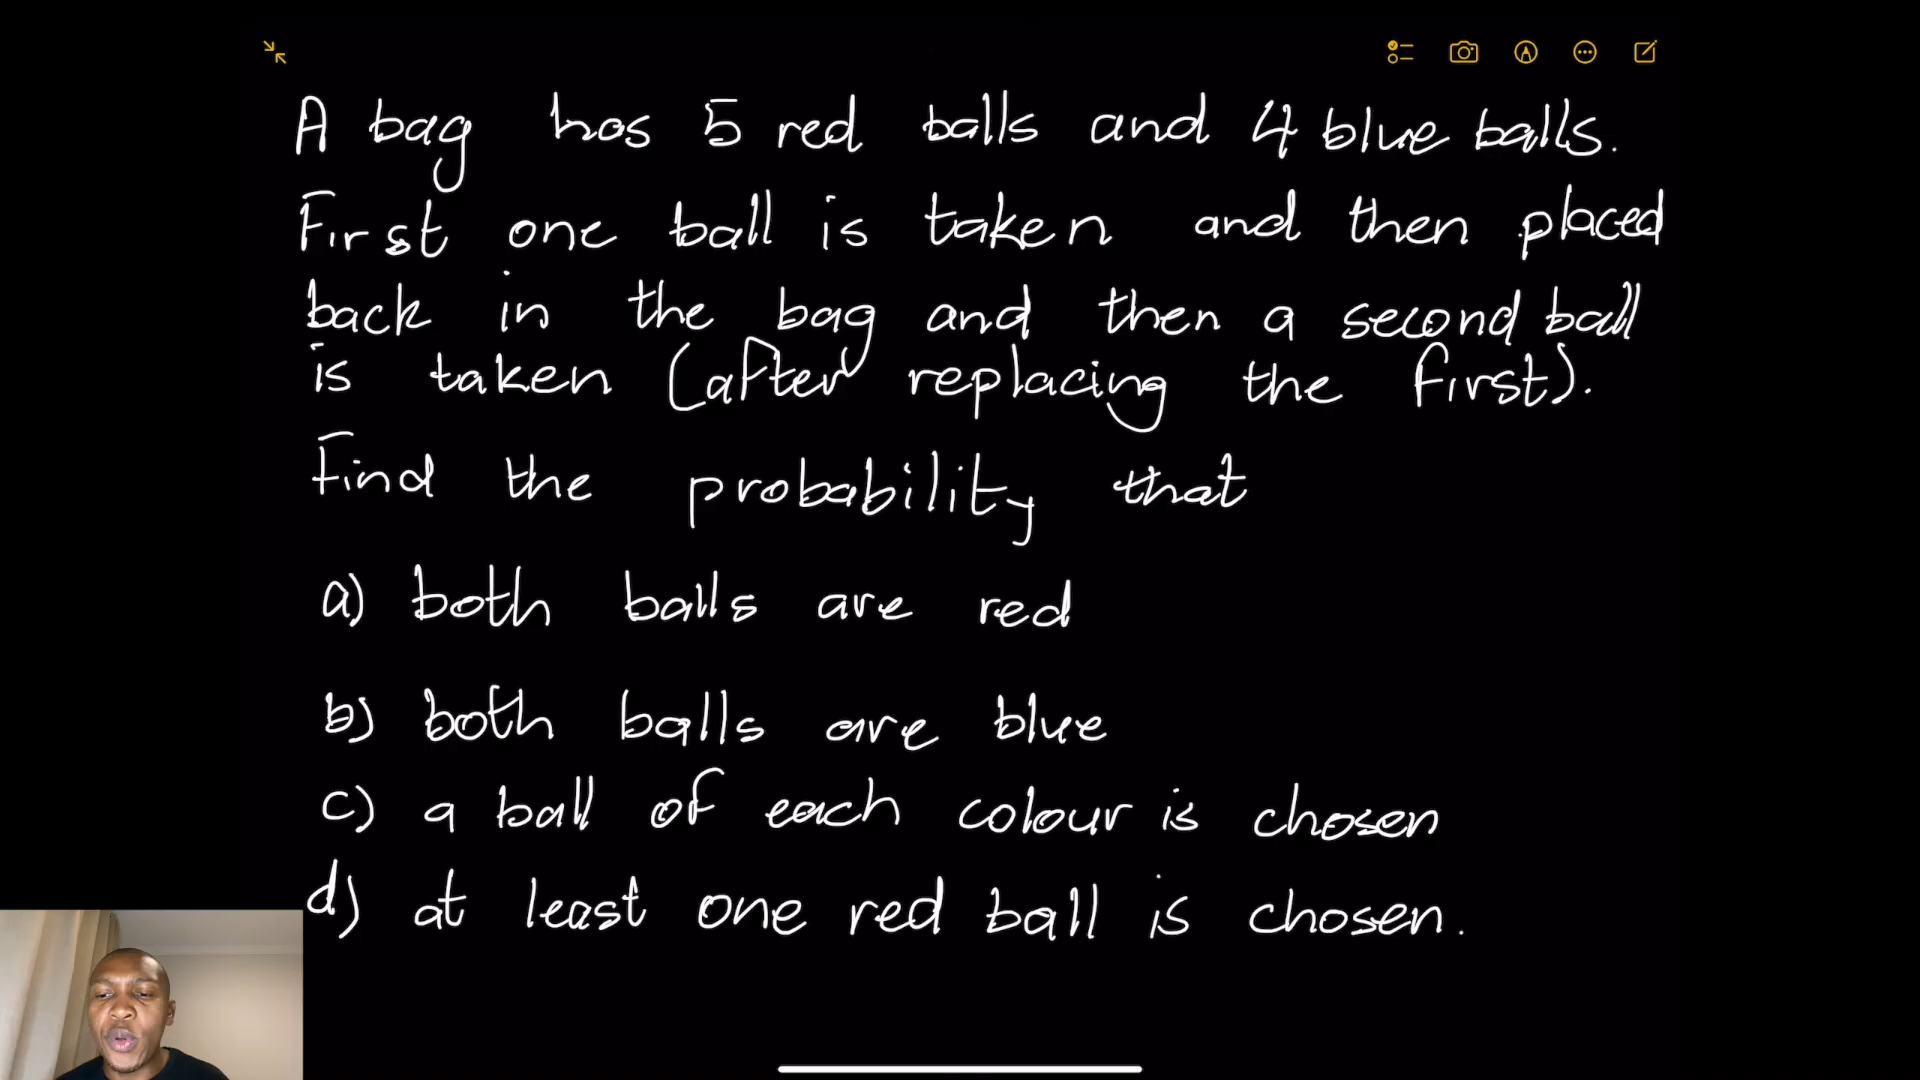 A bag has 5 red balls and 4 blue balls.
First one ball is taken and then placed
back in the bag and then a second ball
is taken (after replacing the first).
Find the probability that
a) both balls are red
b) both balls are blue
c) a ball of each colour is chosen
d) at least one red ball is chosen.